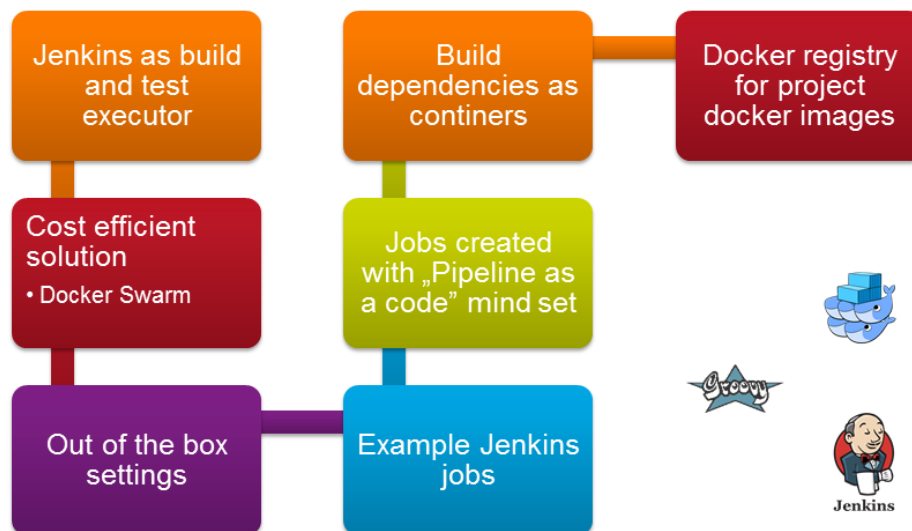 Jenkins as build
and test
executor
Cost efficient
solution
• Docker Swarm
Out of the box
settings
Example Jenkins
jobs
Jobs created
with „Pipeline as
a code” mind set
Build
dependencies as
continers
Docker registry
for project
docker images
Groovy
Jenkins